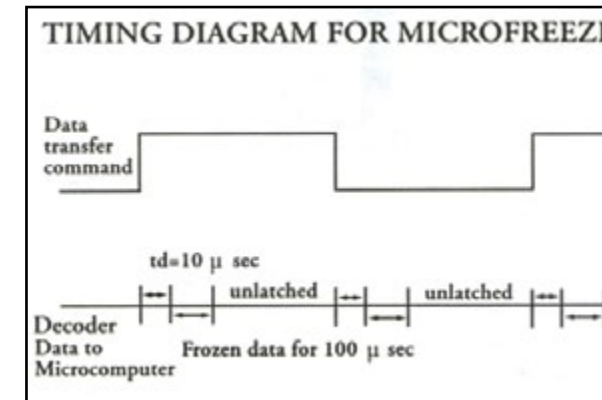 TIMING DIAGRAM FOR MICROFREEZ
Data
transfer
command
td=10 μ sec
unlatched
unlatched
Decoder
Data to
Microcomputer
Frozen data for 100 μ sec